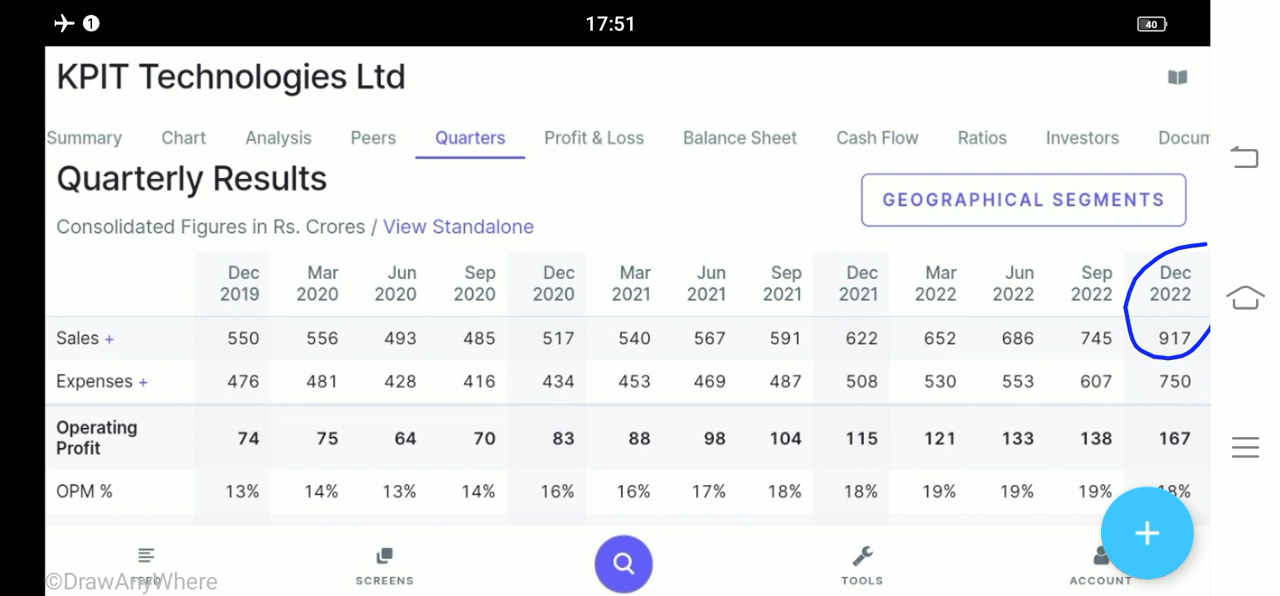 1 17:51 40
KPIT Technologies Ltd
Summary Chart Analysis Peers Quarters Profit & Loss Balance Sheet Cash Flow Ratios Investors Docum
Quarterly Results
GEOGRAPHICAL SEGMENTS
Consolidated Figures in Rs. Crores / View Standalone
Dec 2019 Mar 2020 Jun 2020 Sep 2020 Dec 2020 Mar 2021 Jun 2021 Sep 2021 Dec 2021 Mar 2022 Jun 2022 Sep 2022 Dec 2022
Sales + 550 556 493 485 517 540 567 591 622 652 686 745 917
Expenses + 476 481 428 416 434 453 469 487 508 530 553 607 750
Operating Profit 74 75 64 70 83 88 98 104 115 121 133 138 167
OPM % 13% 14% 13% 14% 16% 16% 17% 18% 18% 19% 19% 19% 18%
FEED SCREENS TOOLS ACCOUNT
©DrawAnyWhere